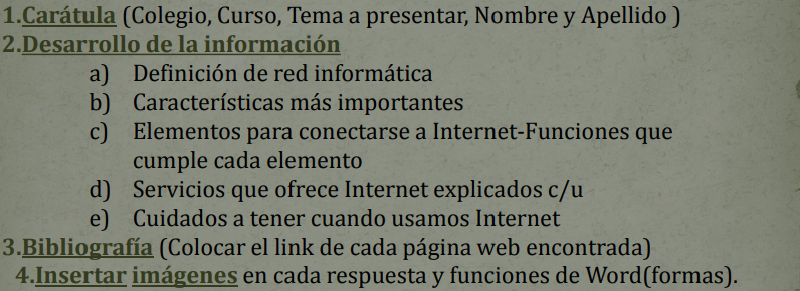 1.Carátula (Colegio, Curso, Tema a presentar, Nombre y Apellido )
2.Desarrollo de la información
a) Definición de red informática
b) Características más importantes
c) Elementos para conectarse a Internet-Funciones que
cumple cada elemento
d) Servicios que ofrece Internet explicados c/u
e) Cuidados a tener cuando usamos Internet
3.Bibliografía (Colocar el link de cada página web encontrada)
4.Insertar imágenes en cada respuesta y funciones de Word(formas).